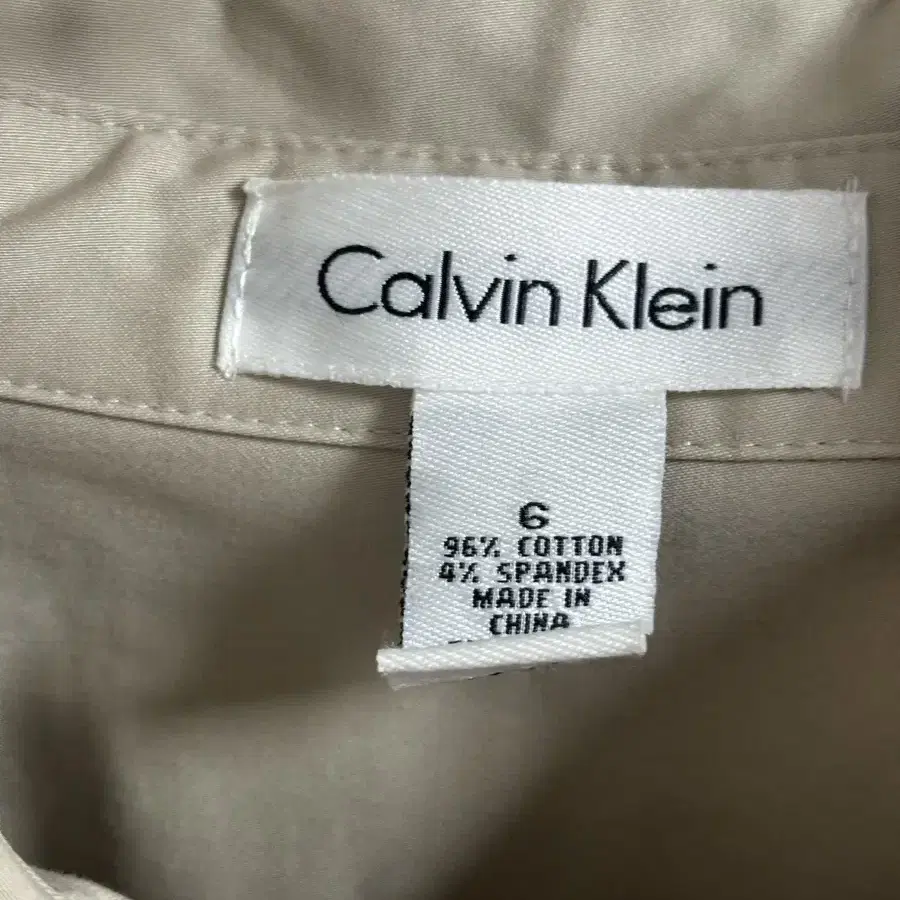 Calvin Klein
6
96% COTTON
4% SPANDEX
MADE IN
CHINA